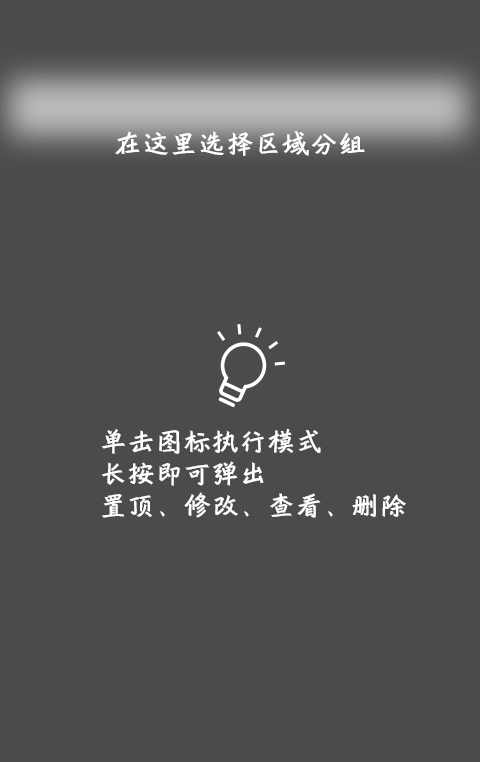 在这里选择区域分组
单击图标执行模式
长按即可弹出
置顶、修改、查看、删除